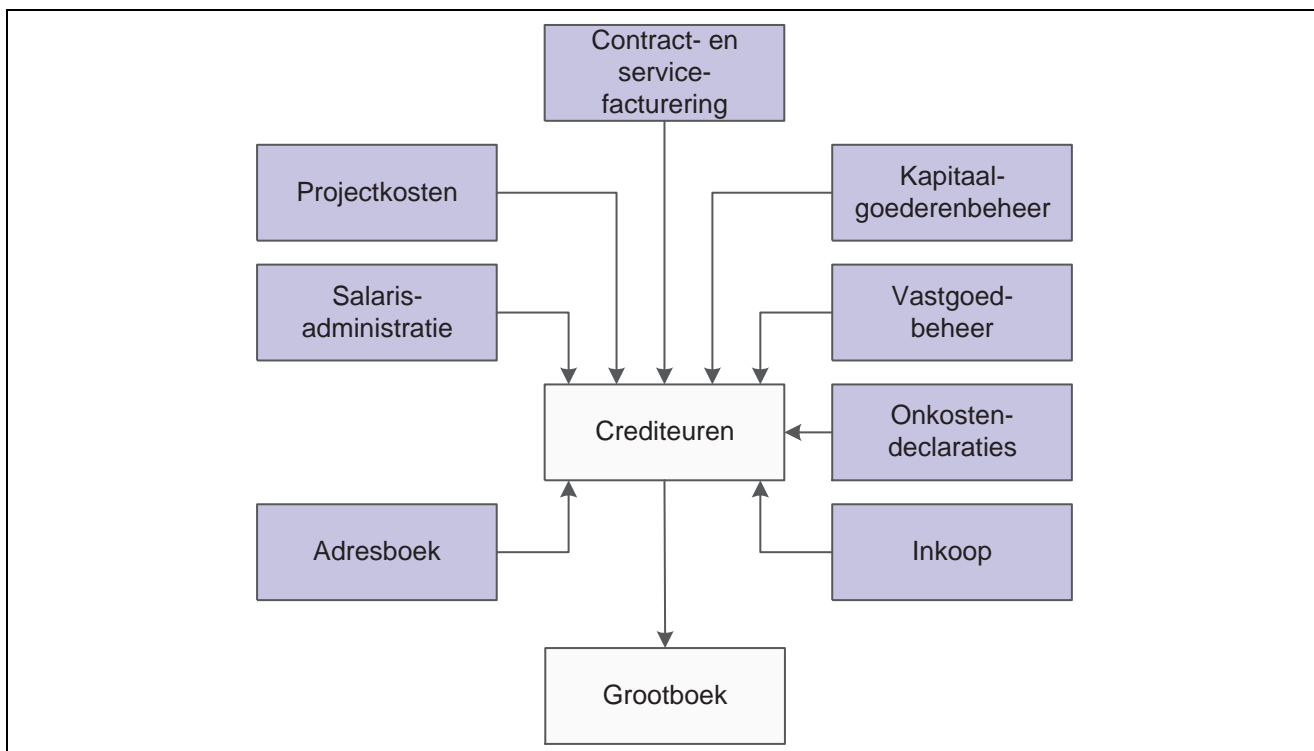 Contract- en
service-
facturering
Projectkosten
Kapitaal-
goederenbeheer
Salaris-
administratie
Vastgoed-
beheer
Crediteuren
Onkosten-
declaraties
Adresboek
Inkoop
Grootboek